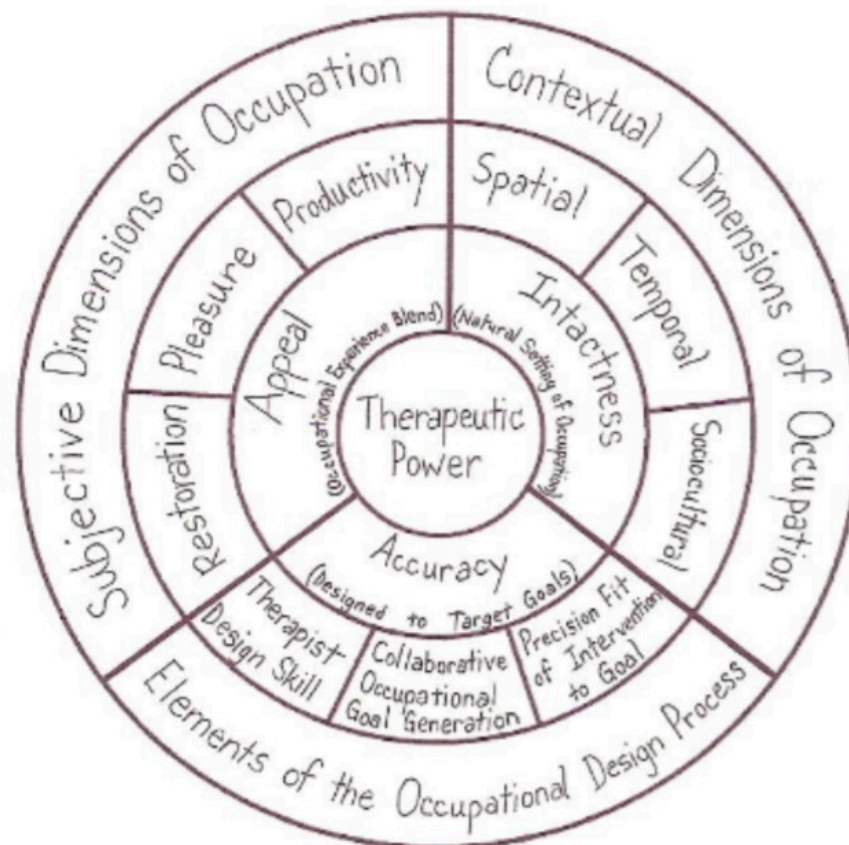 Subjective Dimensions of Occupation
Contextual Dimensions of Occupation
Productivity
Spatial
Pleasure
Temporal
Restoration
Sociocultural
Appeal
(Occupational Experience Blend)
Intactness
(Natural Setting of Occupation)
Therapeutic
Power
Accuracy
(Designed to Target Goals)
Therapist
Design Skill
Collaborative
Occupational
Goal Generation
Precision Fit
of Intervention
to Goal
Elements of the Occupational Design Process